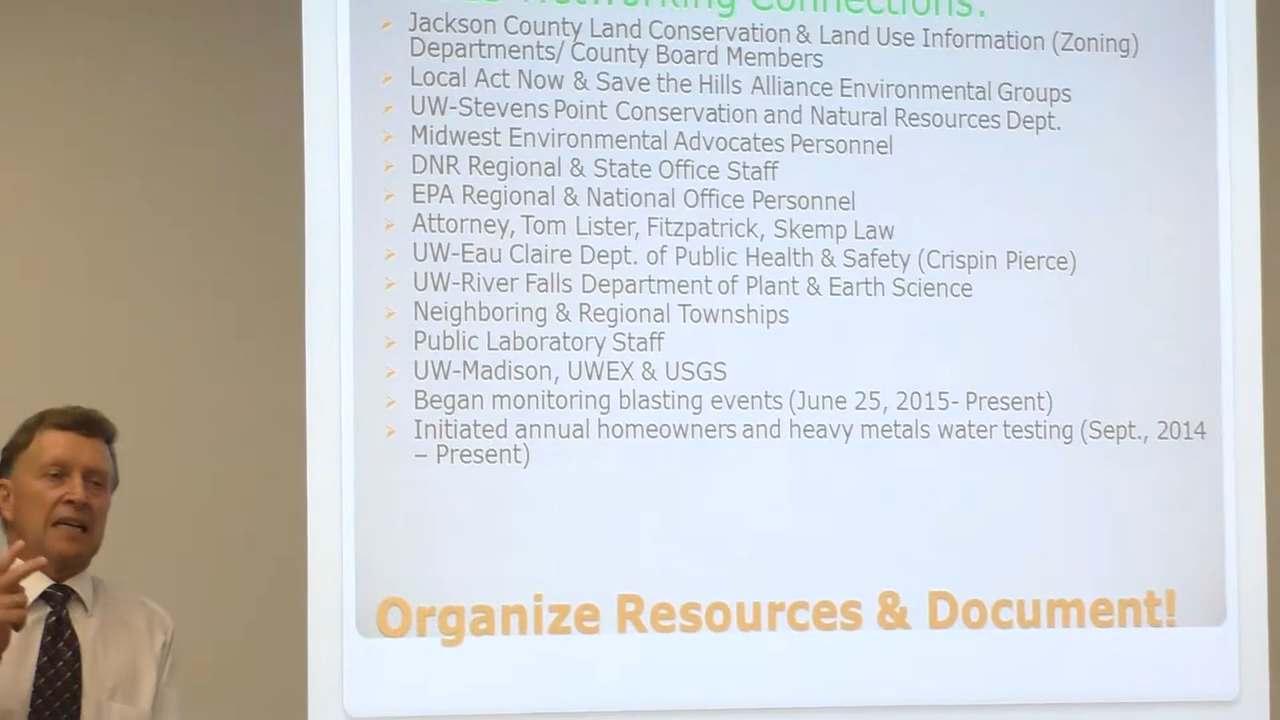 Networking Connections:
Jackson County Land Conservation & Land Use Information (Zoning)
Departments/ County Board Members
Local Act Now & Save the Hills Alliance Environmental Groups
UW-Stevens Point Conservation and Natural Resources Dept.
Midwest Environmental Advocates Personnel
DNR Regional & State Office Staff
EPA Regional & National Office Personnel
Attorney, Tom Lister, Fitzpatrick, Skemp Law
UW-Eau Claire Dept. of Public Health & Safety (Crispin Pierce)
UW-River Falls Department of Plant & Earth Science
Neighboring & Regional Townships
Public Laboratory Staff
UW-Madison, UWEX & USGS
Began monitoring blasting events (June 25, 2015- Present)
Initiated annual homeowners and heavy metals water testing (Sept., 2014
– Present)
Organize Resources & Document!